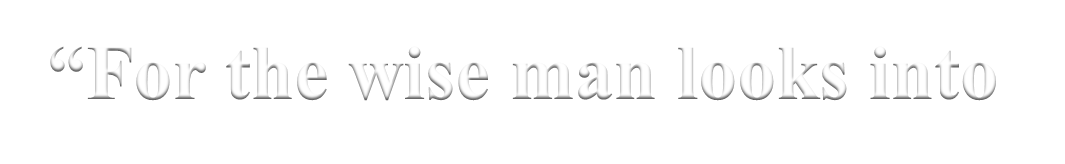 “For the wise man looks into